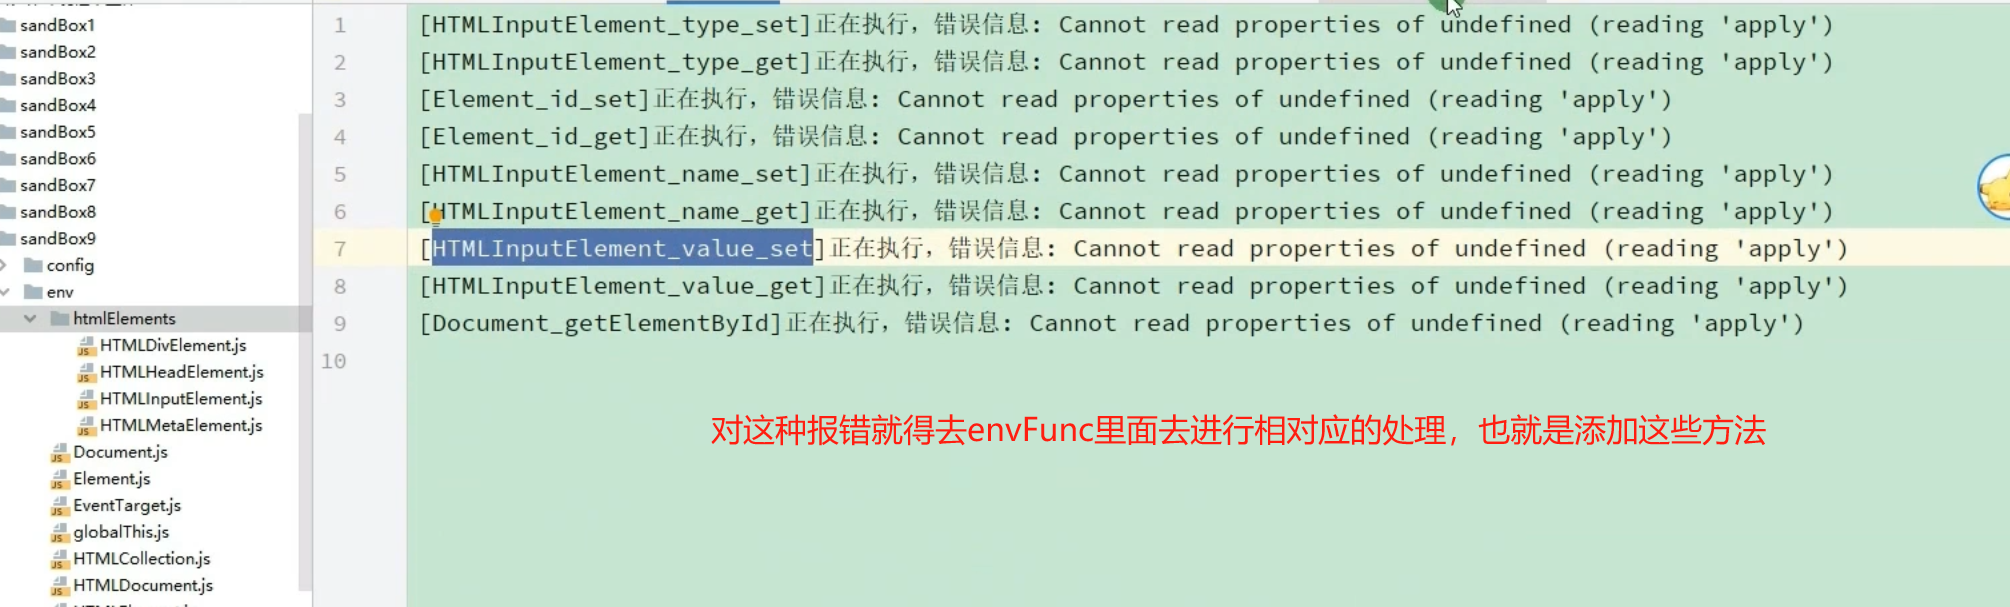 sandBox1
sandBox2
sandBox3
sandBox4
sandBox5
sandBox6
sandBox7
sandBox8
sandBox9
config
env
htmlElements
HTMLDivElement.js
HTMLHeadElement.js
HTMLInputElement.js
HTMLMetaElement.js
Document.js
Element.js
EventTarget.js
globalThis.js
HTMLCollection.js
HTMLDocument.js
1 [HTMLInputElement_type_set]正在执行，错误信息: Cannot read properties of undefined (reading 'apply')
2 [HTMLInputElement_type_get]正在执行，错误信息: Cannot read properties of undefined (reading 'apply')
3 [Element_id_set]正在执行，错误信息: Cannot read properties of undefined (reading 'apply')
4 [Element_id_get]正在执行，错误信息: Cannot read properties of undefined (reading 'apply')
5 [HTMLInputElement_name_set]正在执行，错误信息: Cannot read properties of undefined (reading 'apply')
6 [HTMLInputElement_name_get]正在执行，错误信息: Cannot read properties of undefined (reading 'apply')
7 [HTMLInputElement_value_set]正在执行，错误信息: Cannot read properties of undefined (reading 'apply')
8 [HTMLInputElement_value_get]正在执行，错误信息: Cannot read properties of undefined (reading 'apply')
9 [Document_getElementById]正在执行，错误信息: Cannot read properties of undefined (reading 'apply')
10
对这种报错就得去envFunc里面去进行相对应的处理，也就是添加这些方法